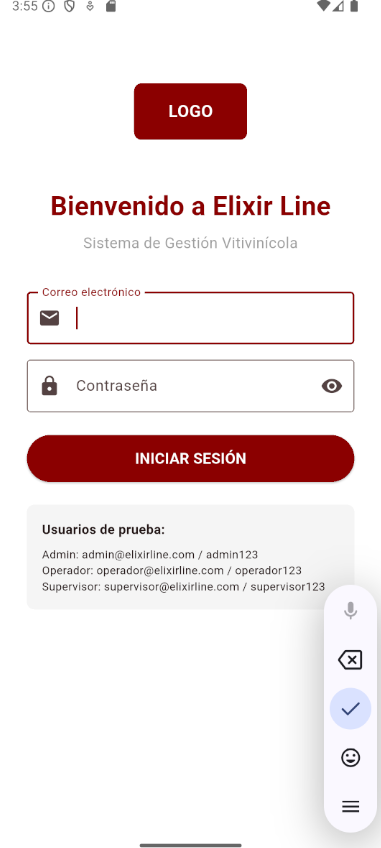 3:55
LOGO
Bienvenido a Elixir Line
Sistema de Gestión Vitivinícola
Correo electrónico
Contraseña
INICIAR SESIÓN
Usuarios de prueba:
Admin: admin@elixirline.com / admin123
Operador: operador@elixirline.com / operador123
Supervisor: supervisor@elixirline.com / supervisor123